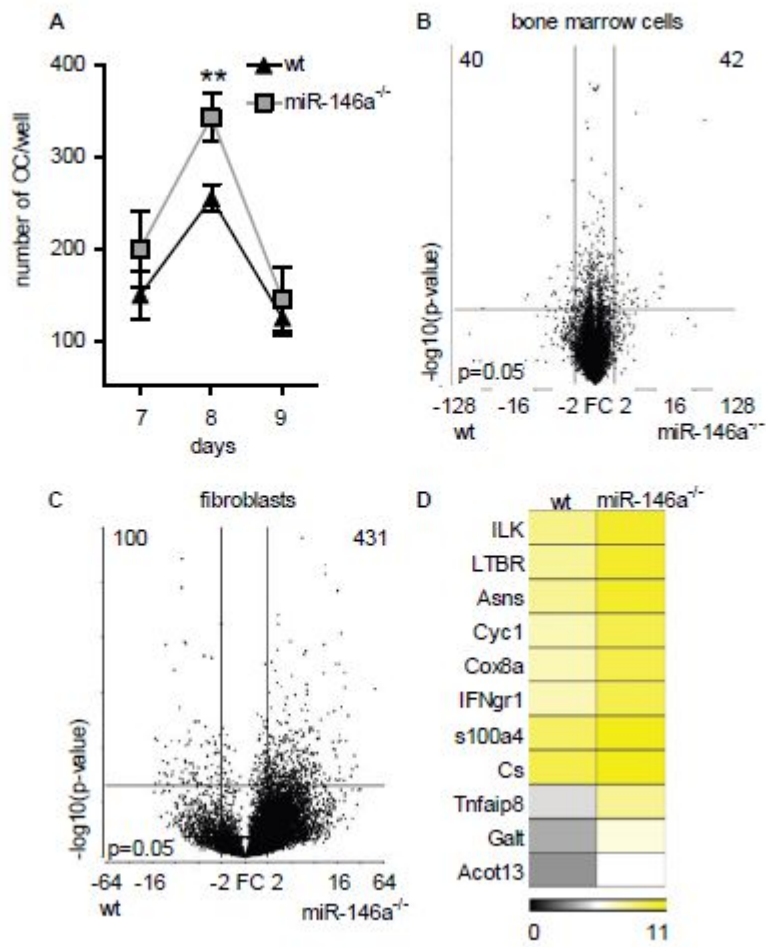 A
wt
miR-146a-/-
**
400
300
200
100
number of OC/well
7 8 9
days
B
bone marrow cells
40 42
-log10(p-value)
p=0.05
-128 -16 -2 FC 2 16 128
wt miR-146a-/-
C
fibroblasts
100 431
-log10(p-value)
p=0.05
-64 -16 -2 FC 2 16 64
wt miR-146a-/-
D
wt miR-146a-/-
ILK
LTBR
Asns
Cyc1
Cox8a
IFNgr1
s100a4
Cs
Tnfaip8
Galt
Acot13
0 11